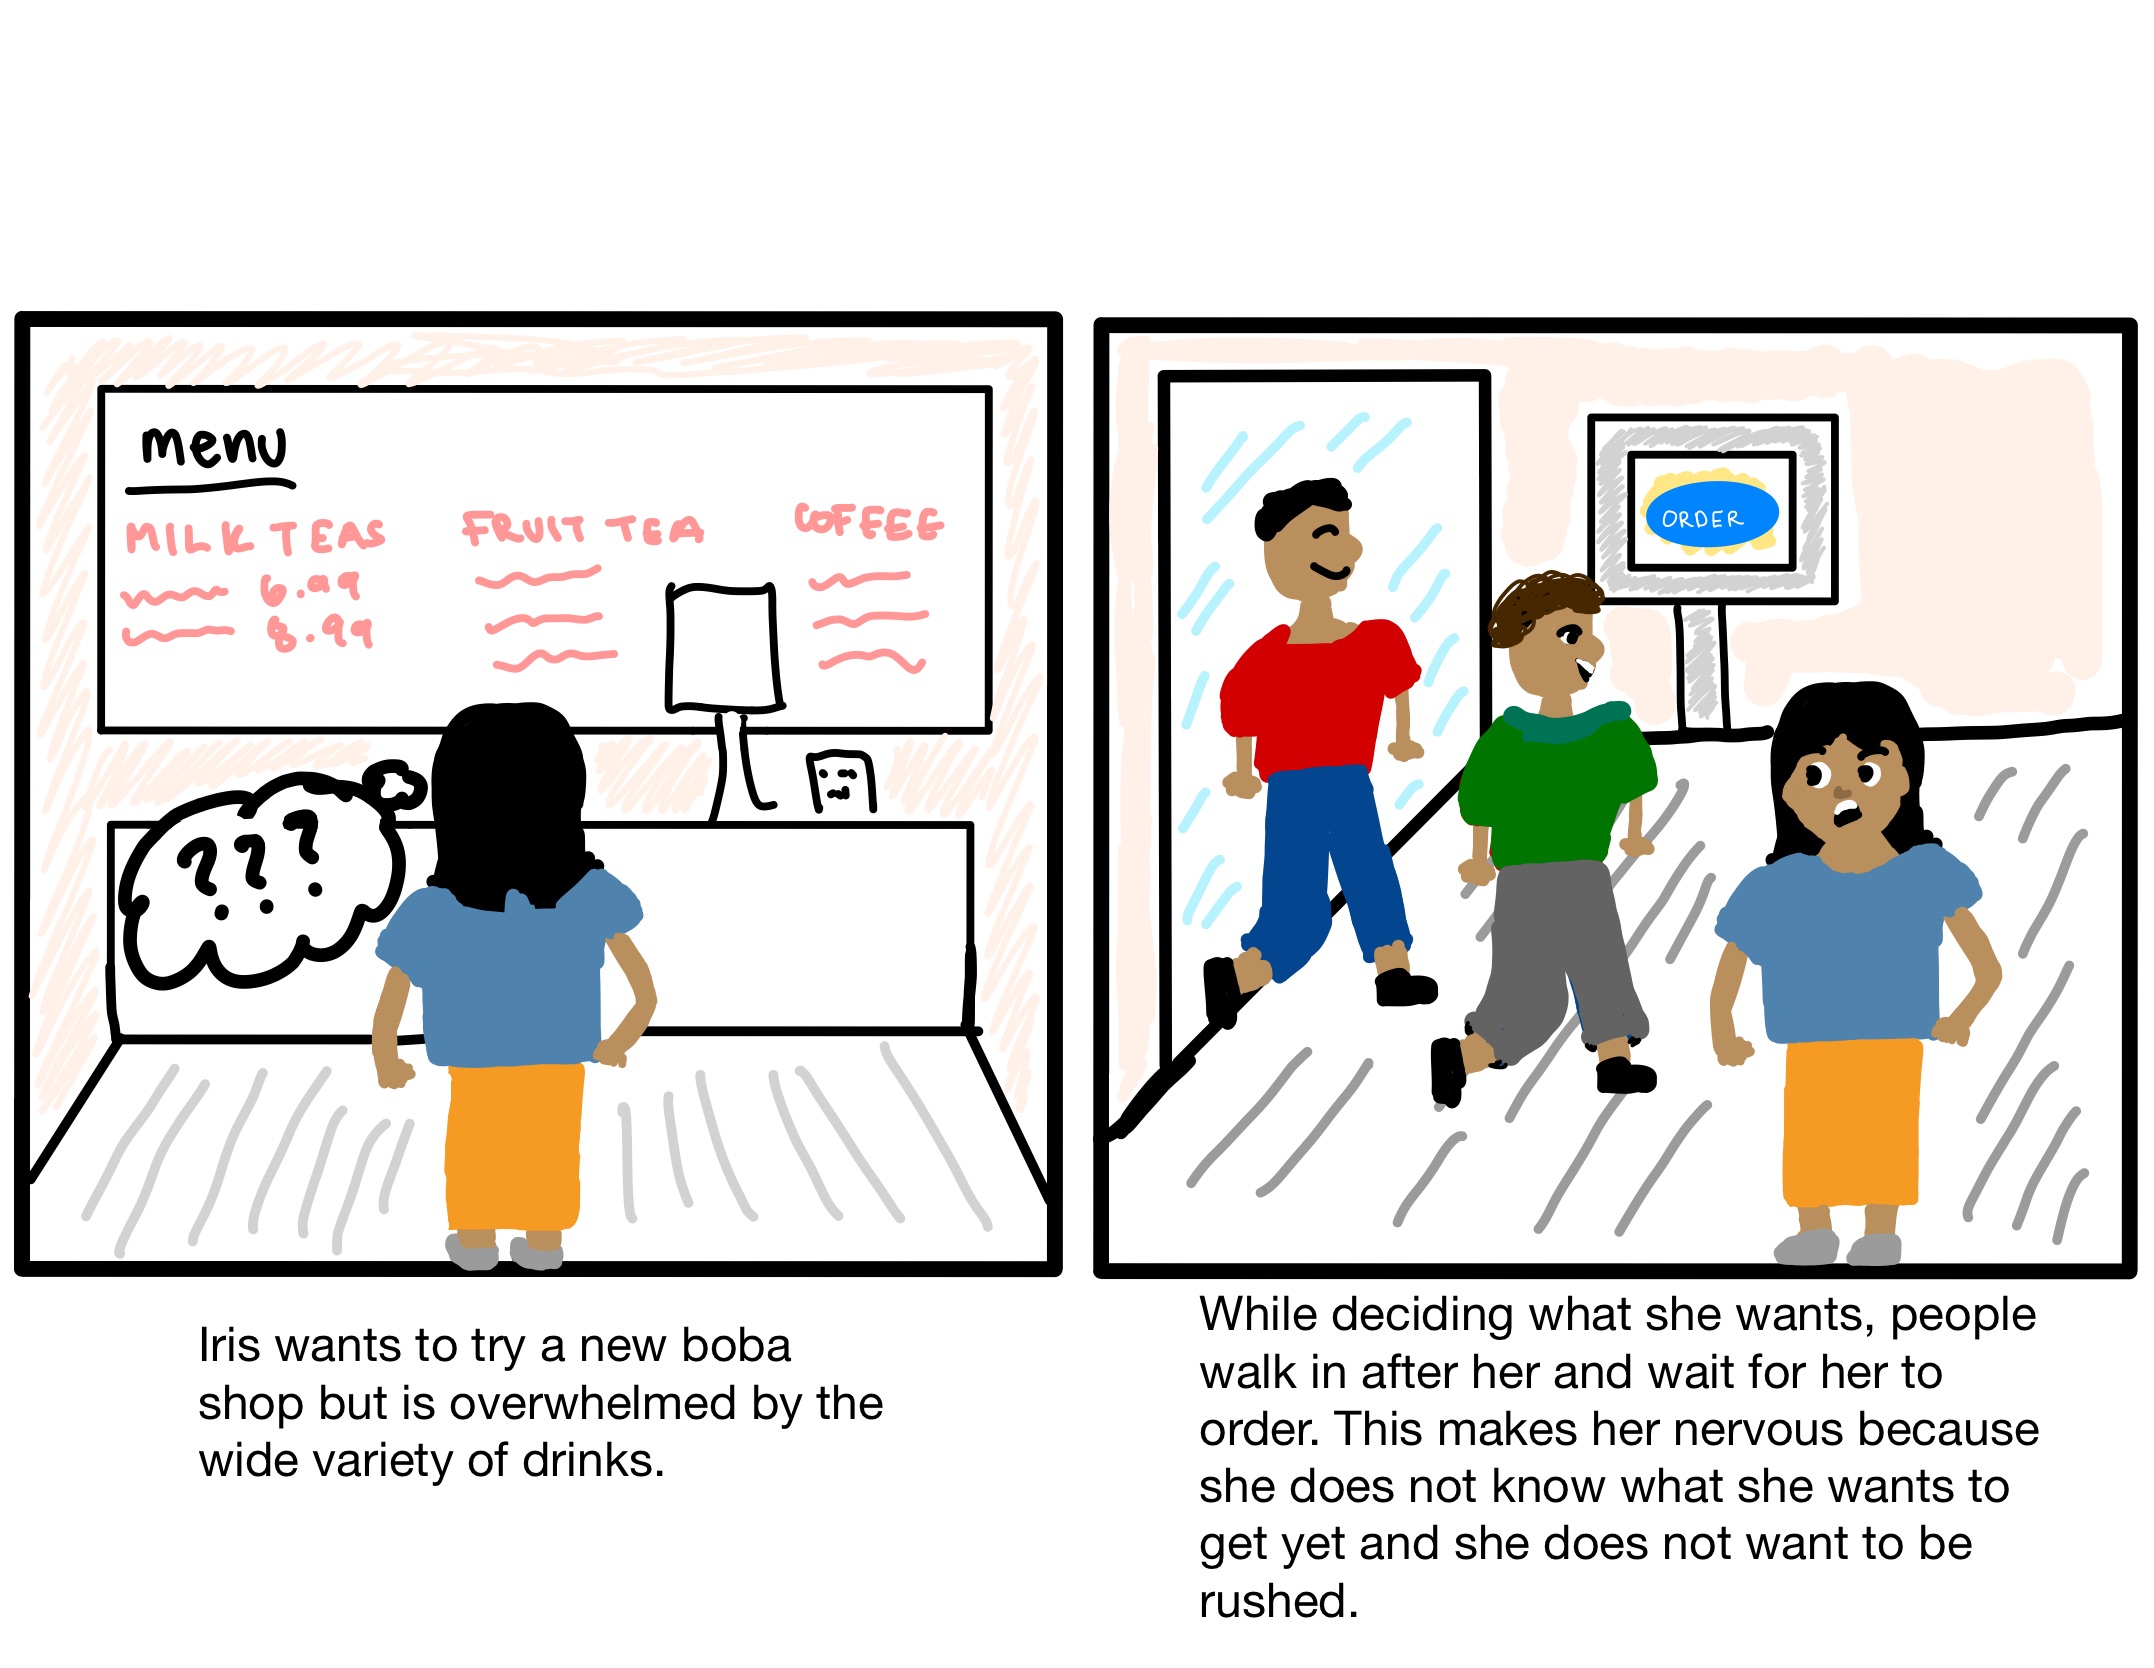 menu
MILK TEAS
6.99
8.99
FRUIT TEA
COFFEE
? ? ?
ORDER
Iris wants to try a new boba
shop but is overwhelmed by the
wide variety of drinks.
While deciding what she wants, people
walk in after her and wait for her to
order. This makes her nervous because
she does not know what she wants to
get yet and she does not want to be
rushed.